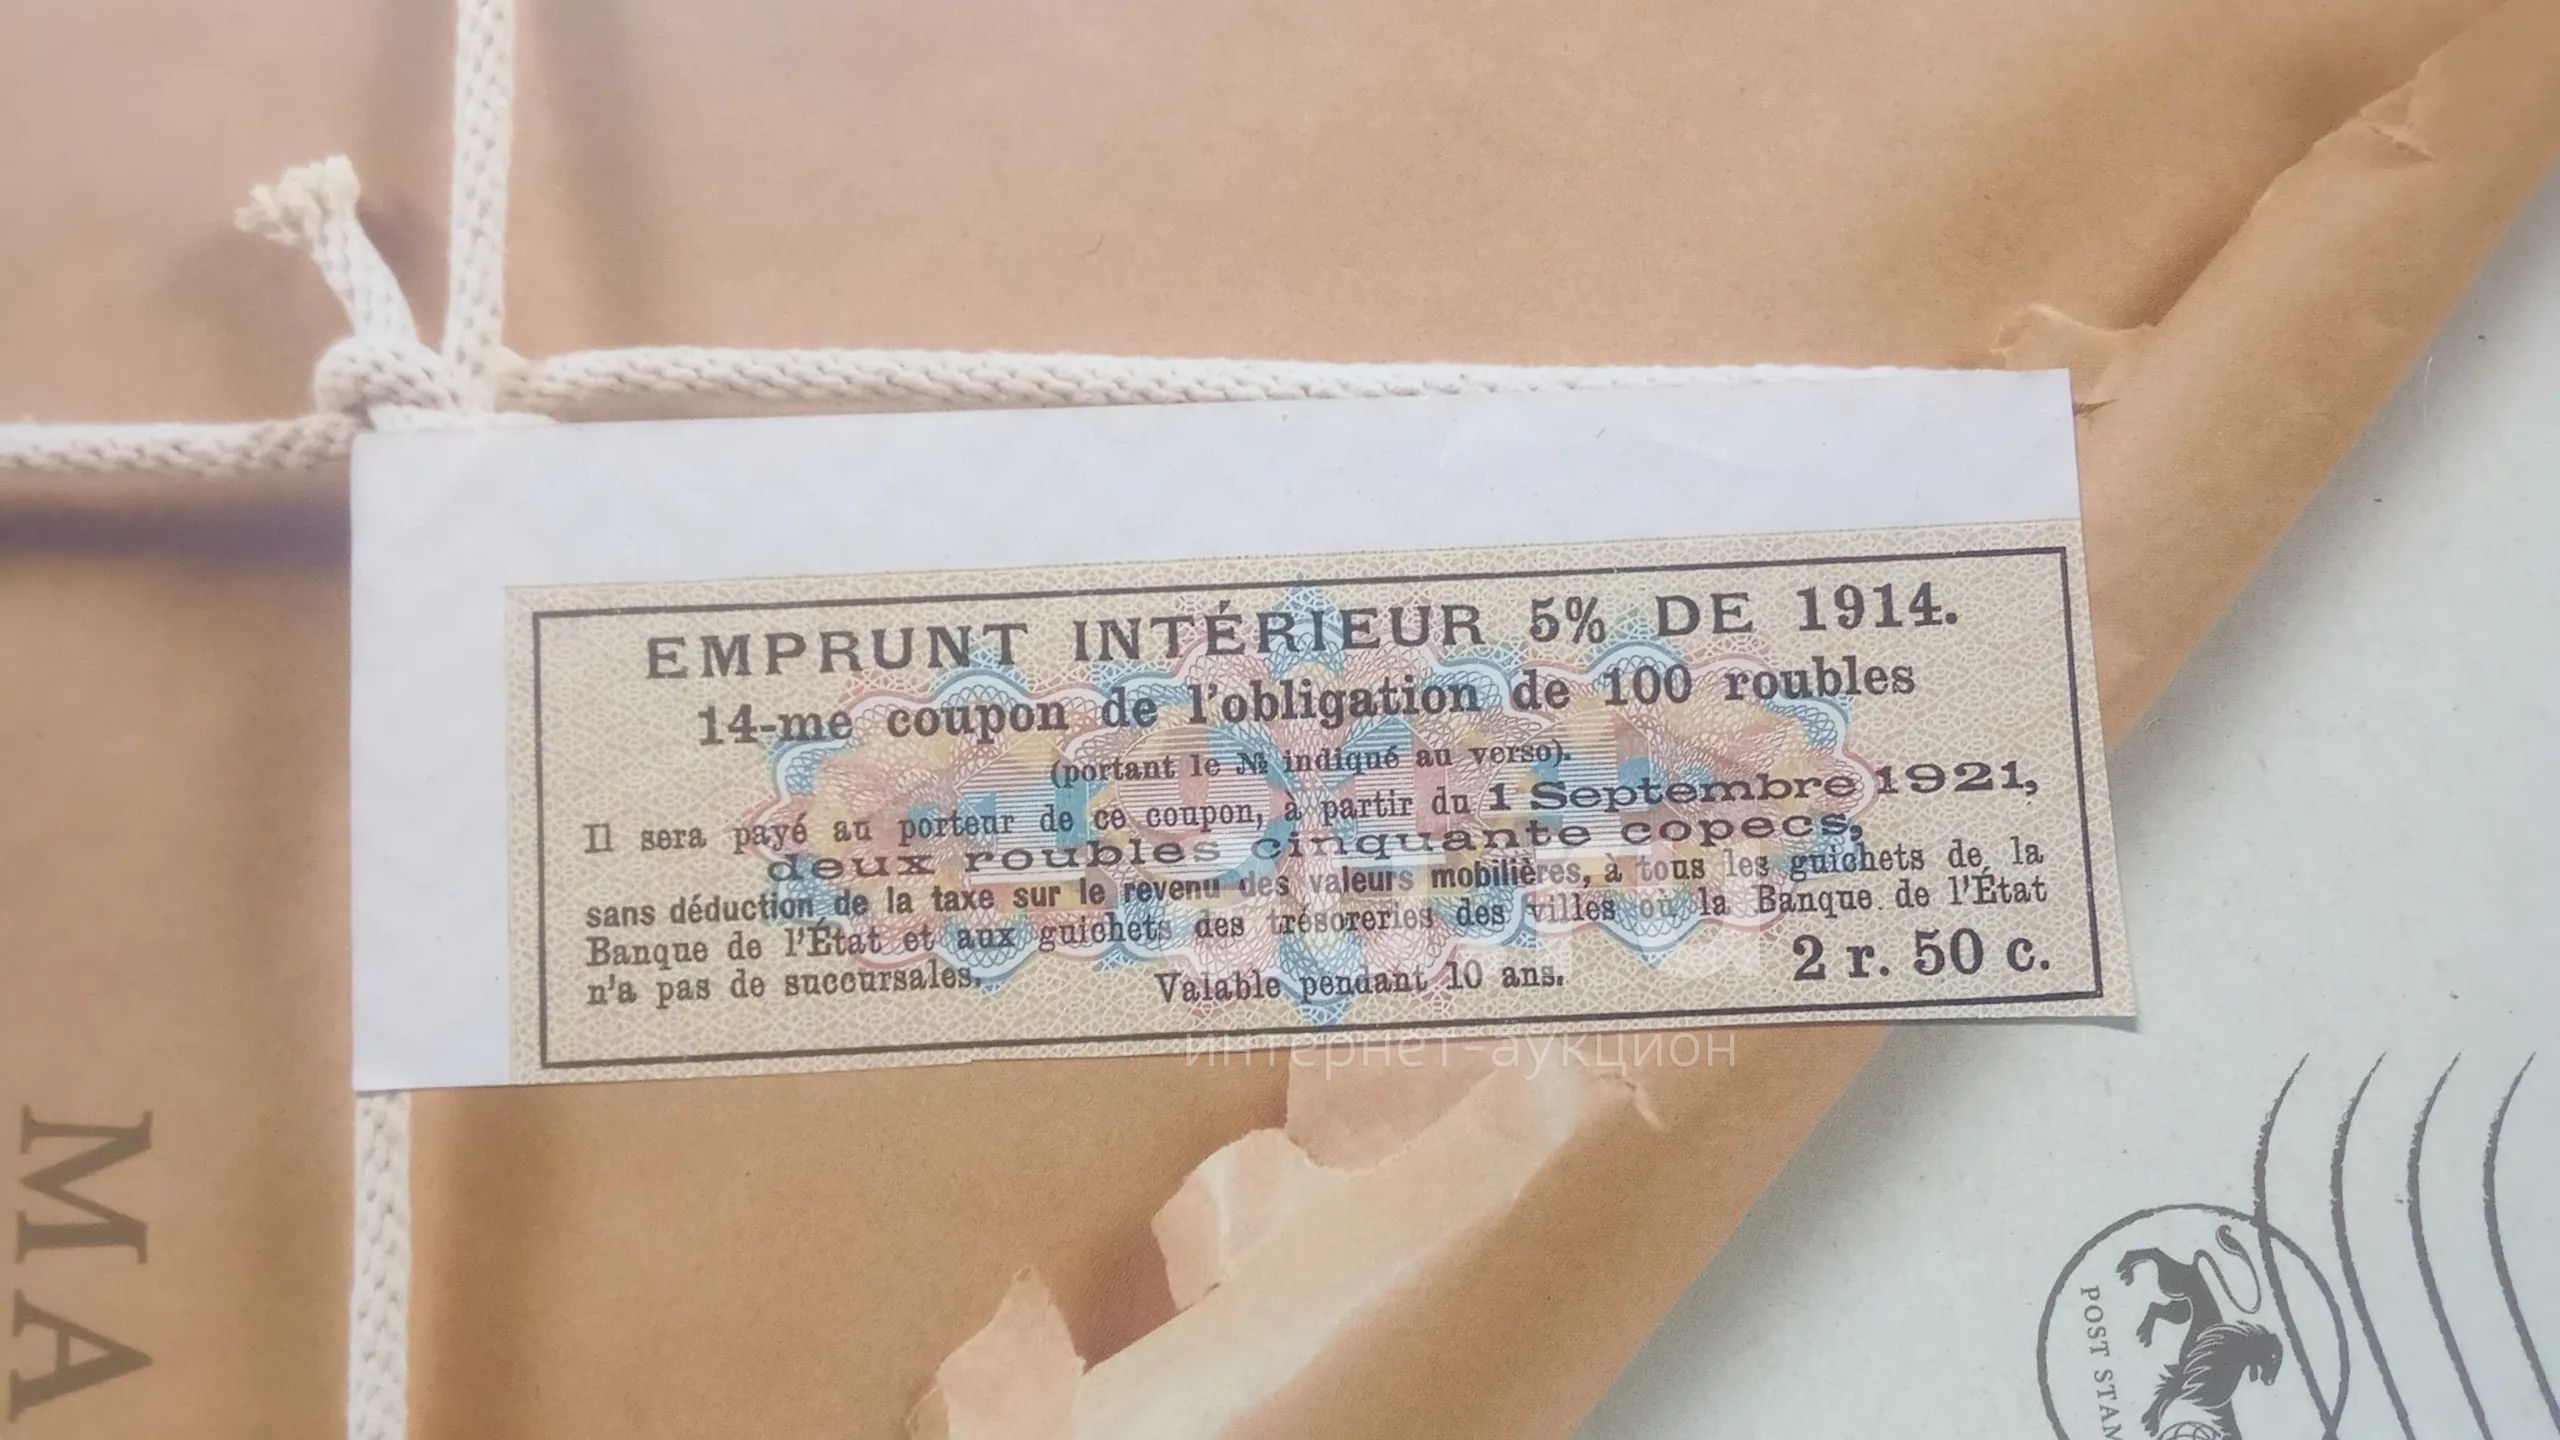 EMPRUNT INTÉRIEUR 5% DE 1914.
14-me coupon de l'obligation de 100 roubles
(portant le № indiqué au verso).
Il sera payé au porteur de ce coupon, à partir du 1 Septembre 1921,
deux roubles cinquante copecs,
sans déduction de la taxe sur le revenu des valeurs mobilières, à tous les guichets de la
Banque de l'État et aux guichets des trésoreries des villes où la Banque de l'État
n'a pas de succursales.
Valable pendant 10 ans.
2 r. 50 c.
интернет-аукцион
MA
POST STAM